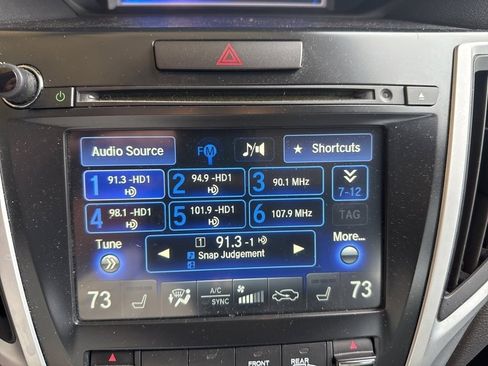 Audio Source FM Shortcuts
1 91.3 -HD1 2 94.9 -HD1 3 90.1 MHz
7-12
4 98.1 -HD1 5 101.9 -HD1 6 107.9 MHz TAG
Tune 1 91.3 -1 More...
Snap Judgement
73 A/C SYNC 73
FRONT REAR